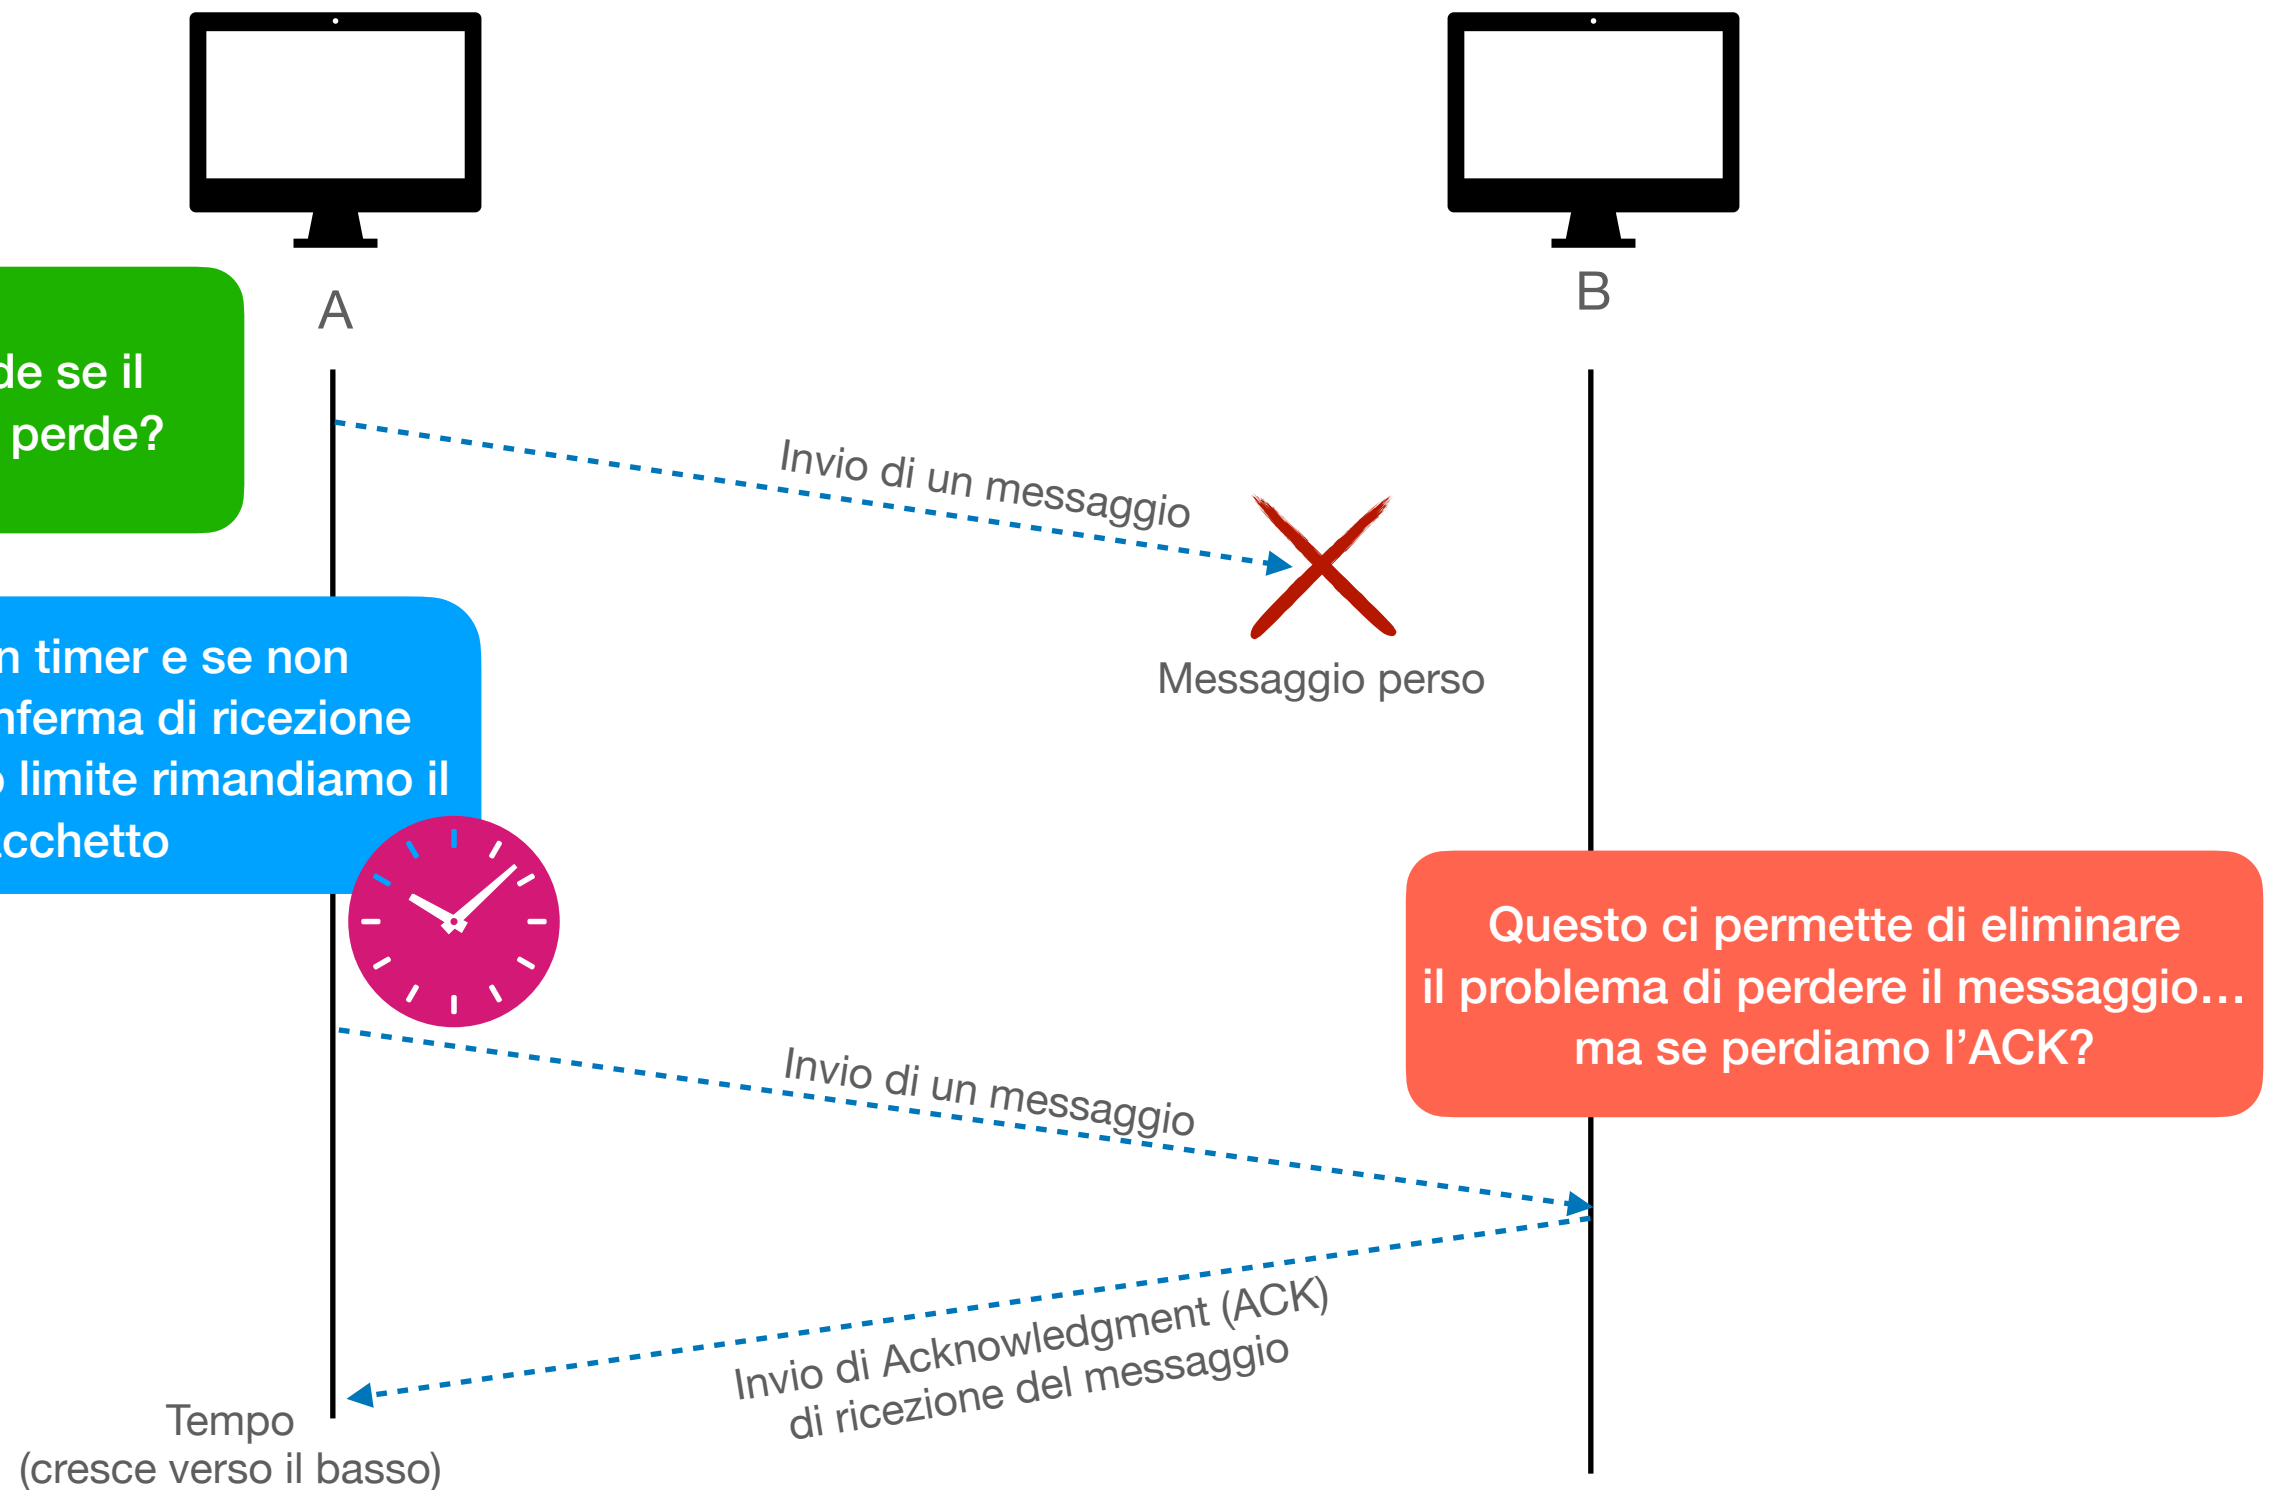 A
B
de se il
perde?
Invio di un messaggio
Messaggio perso
n timer e se non
nferma di ricezione
o limite rimandiamo il
acchetto
Questo ci permette di eliminare
il problema di perdere il messaggio...
ma se perdiamo l'ACK?
Invio di un messaggio
Invio di Acknowledgment (ACK)
di ricezione del messaggio
Tempo
(cresce verso il basso)